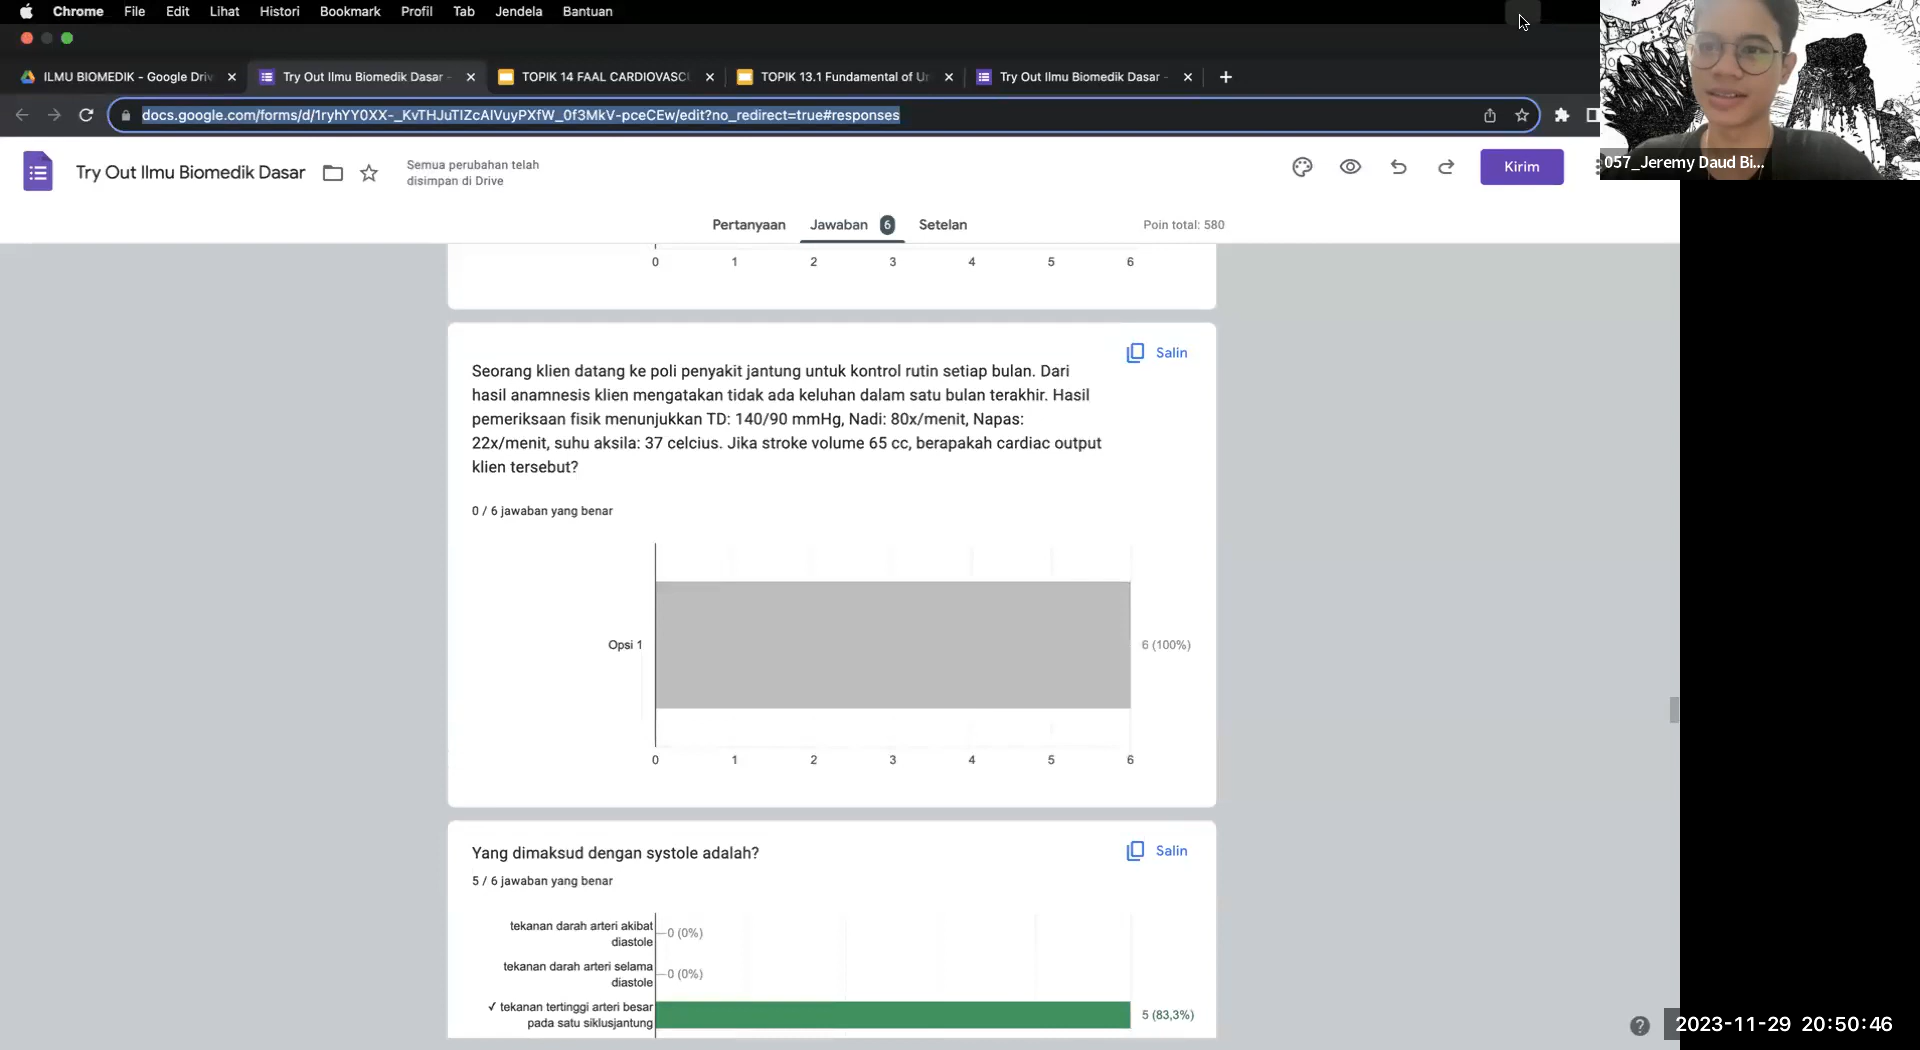 Chrome File Edit Lihat Histori Bookmark Profil Tab Jendela Bantuan
ILMU BIOMEDIK - Google Driv
Try Out Ilmu Biomedik Dasar -
TOPIK 14 FAAL CARDIOVASCU
TOPIK 13.1 Fundamental of Un
Try Out Ilmu Biomedik Dasar -
docs.google.com/forms/d/1ryhYY0XX-_KvTHJuTIZcAIVuyPXfW_0f3MkV-pceCEw/edit?no_redirect=true#responses
057_Jeremy Daud Bi...
Try Out Ilmu Biomedik Dasar
Semua perubahan telah
disimpan di Drive
Kirim
Pertanyaan Jawaban 6 Setelan
Poin total: 580
0 1 2 3 4 5 6
Salin
Seorang klien datang ke poli penyakit jantung untuk kontrol rutin setiap bulan. Dari
hasil anamnesis klien mengatakan tidak ada keluhan dalam satu bulan terakhir. Hasil
pemeriksaan fisik menunjukkan TD: 140/90 mmHg, Nadi: 80x/menit, Napas:
22x/menit, suhu aksila: 37 celcius. Jika stroke volume 65 cc, berapakah cardiac output
klien tersebut?
0 / 6 jawaban yang benar
Opsi 1
6 (100%)
0 1 2 3 4 5 6
Yang dimaksud dengan systole adalah?
Salin
5 / 6 jawaban yang benar
tekanan darah arteri akibat
diastole
0 (0%)
tekanan darah arteri selama
diastole
0 (0%)
✓ tekanan tertinggi arteri besar
pada satu siklusjantung
5 (83,3%)
2023-11-29 20:50:46